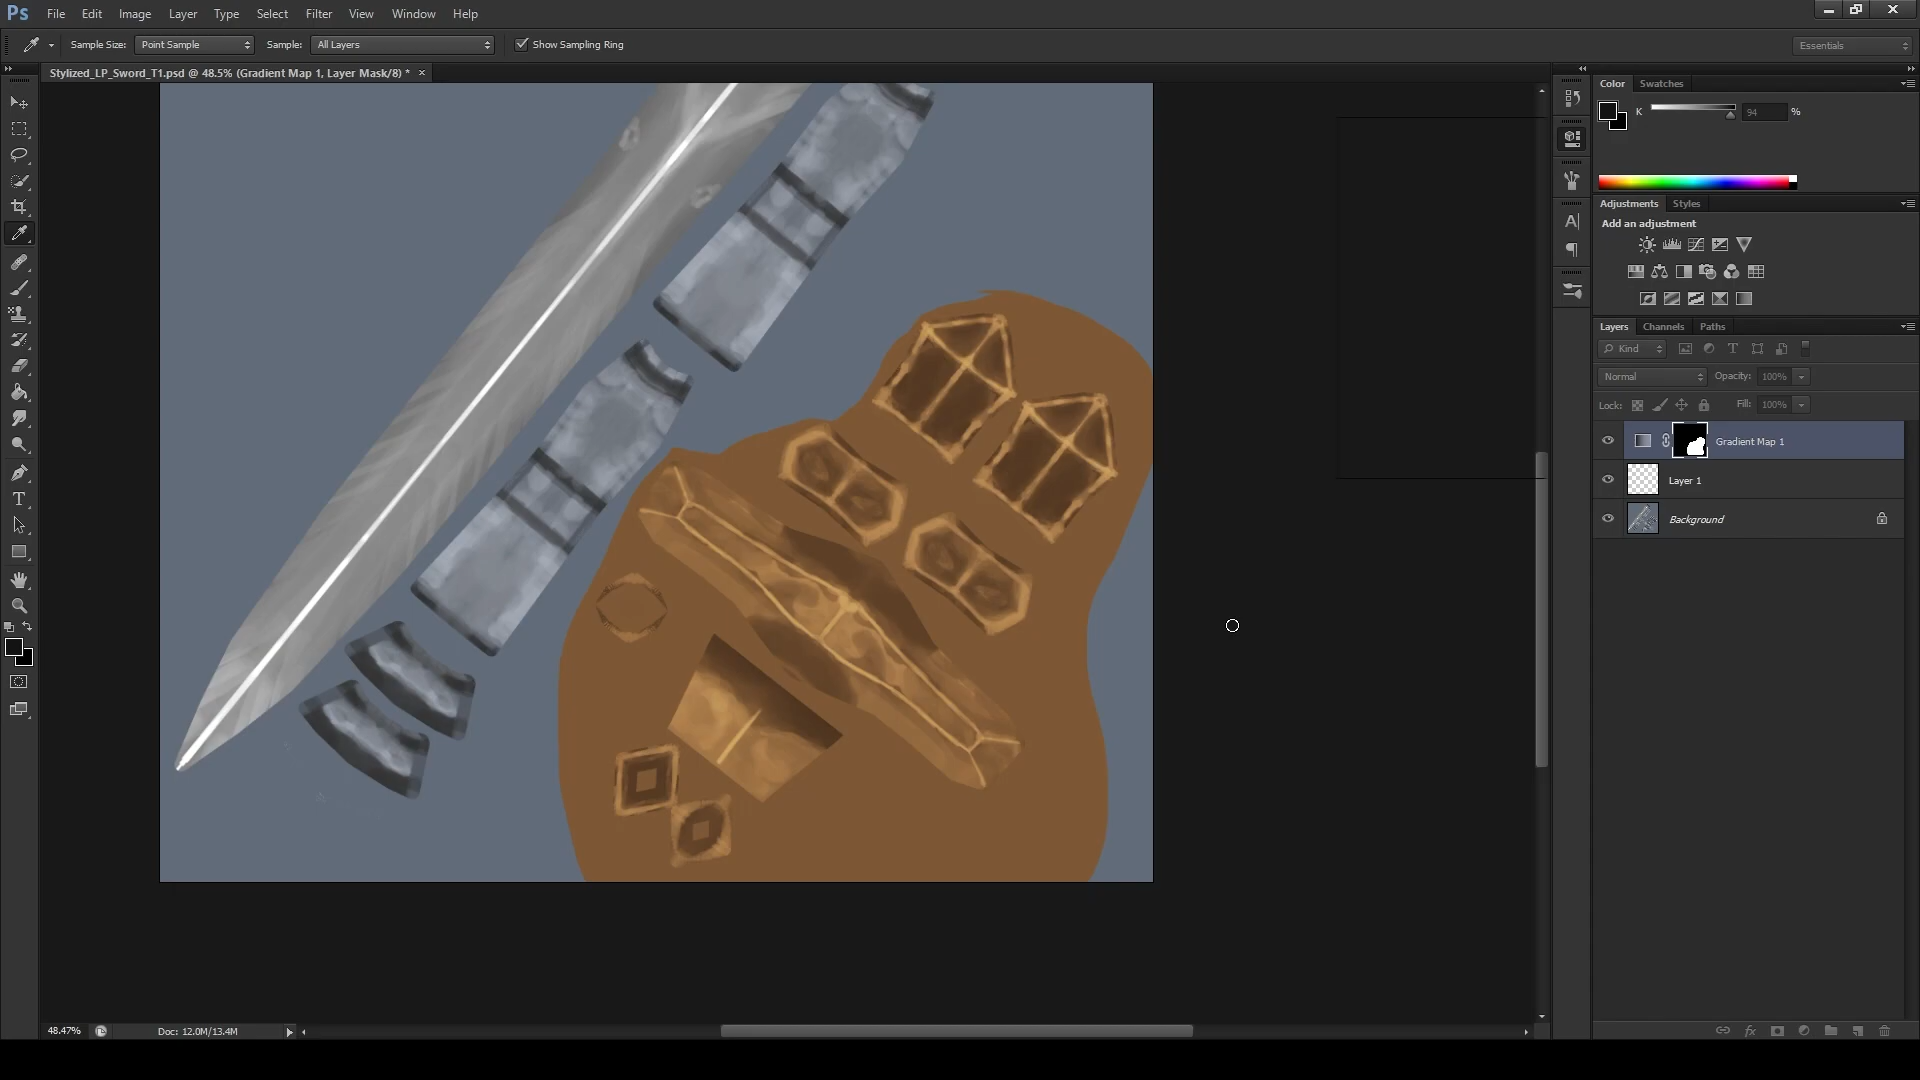 Ps File Edit Image Layer Type Select Filter Extras View Window Help
Sample Size: Point Sample Sample: All Layers Show Sampling Ring Essentials
Stylized_LP_Sword_T1.psd @ 48.5% (Gradient Map 1, Layer Mask/8) * ×
Color Swatches
K 94 %
Adjustments Styles
Add an adjustment
Layers Channels Paths
Kind T
Normal Opacity: 100%
Lock: Fill: 100%
Gradient Map 1
Layer 1
Background
T
A
48.47% Doc: 12.0M/13.4M
fx